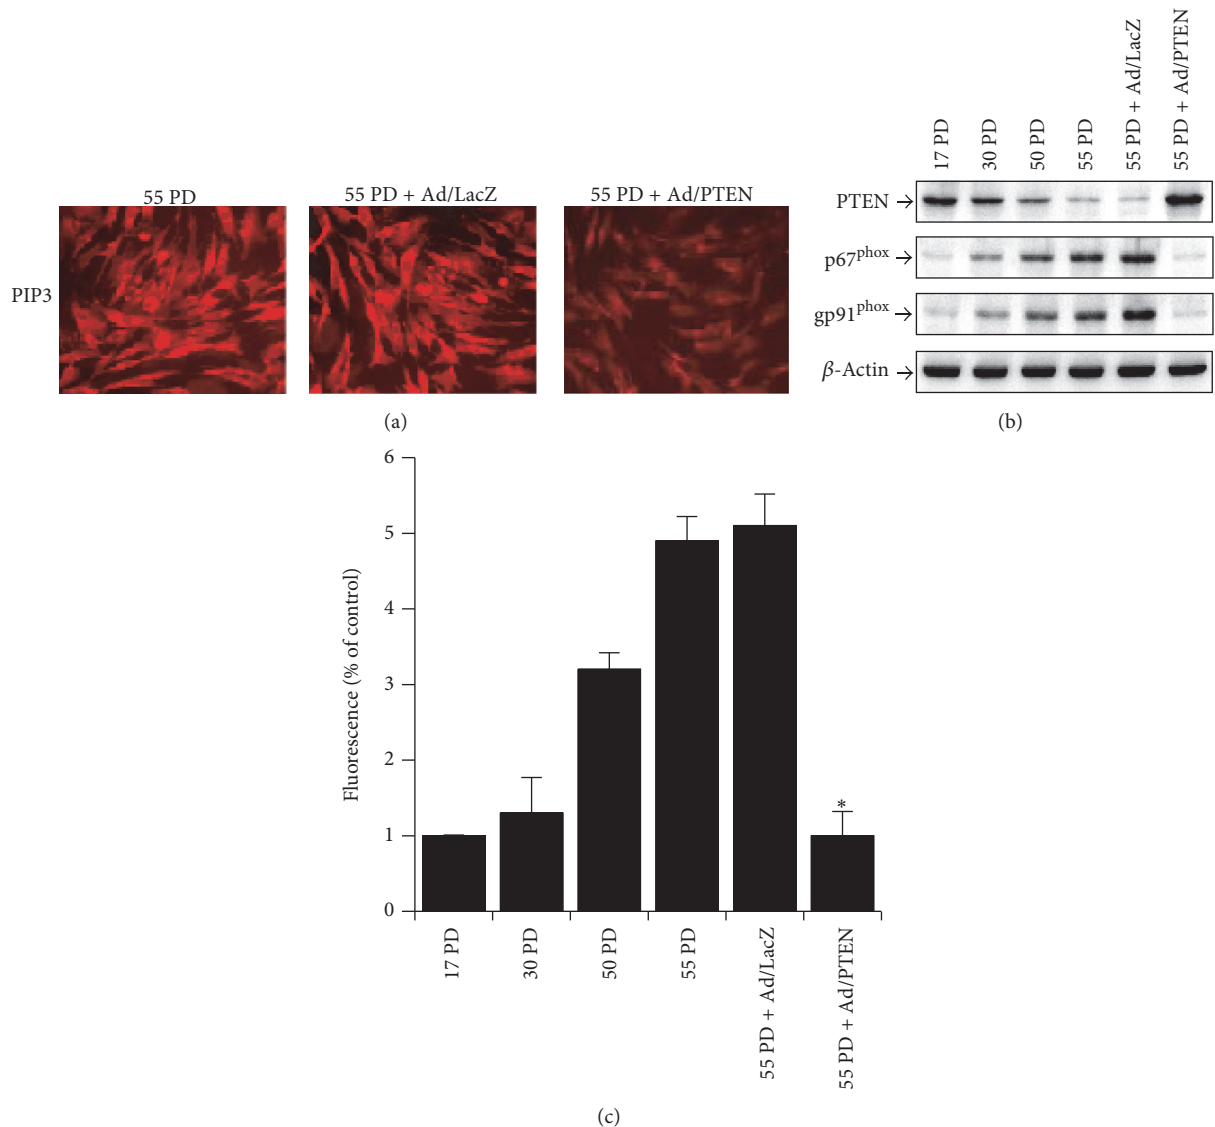 55 PD
55 PD + Ad/LacZ
55 PD + Ad/PTEN
PIP3
(a)
17 PD
30 PD
50 PD
55 PD
55 PD + Ad/LacZ
55 PD + Ad/PTEN
PTEN
p67phox
gp91phox
β-Actin
(b)
Fluorescence (% of control)
6
5
4
3
2
1
0
*
17 PD
30 PD
50 PD
55 PD
55 PD + Ad/LacZ
55 PD + Ad/PTEN
(c)